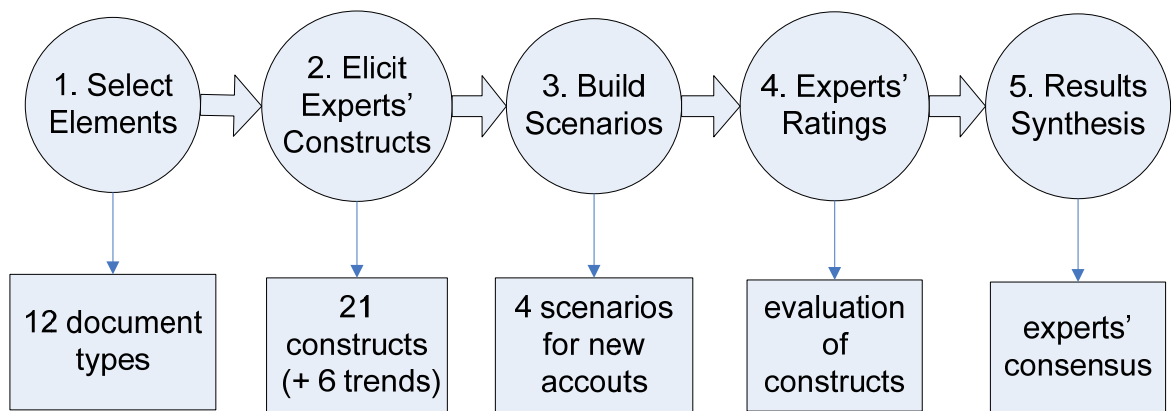 1. Select
Elements
2. Elicit
Experts'
Constructs
3. Build
Scenarios
4. Experts'
Ratings
5. Results
Synthesis
12 document
types
21
constructs
(+ 6 trends)
4 scenarios
for new
accouts
evaluation
of
constructs
experts'
consensus